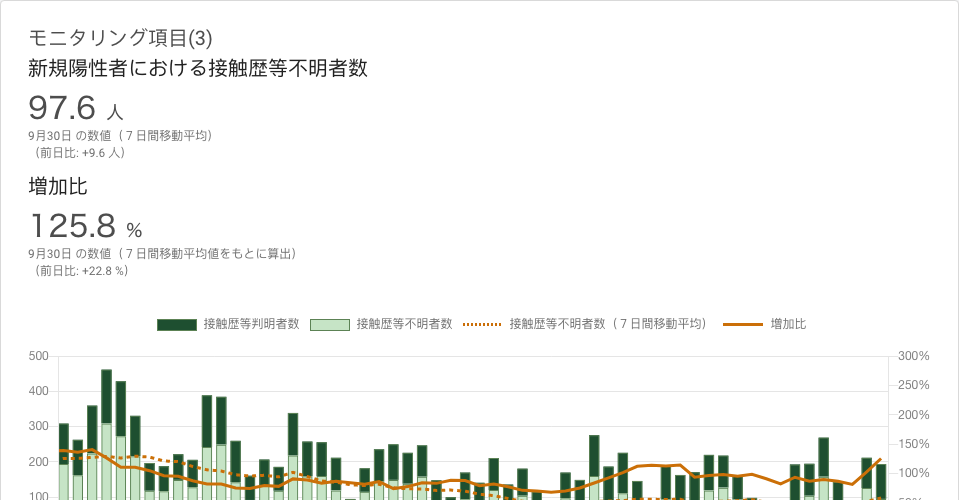 モニタリング項目(3)
新規陽性者における接触歴等不明者数
97.6 人
9月30日 の数値（７日間移動平均）
（前日比: +9.6 人）
増加比
125.8 %
9月30日 の数値（７日間移動平均値をもとに算出）
（前日比: +22.8 %）
接触歴等判明者数 接触歴等不明者数 接触歴等不明者数（７日間移動平均） 増加比
500 300%
250%
400
200%
300
150%
200
100%
100